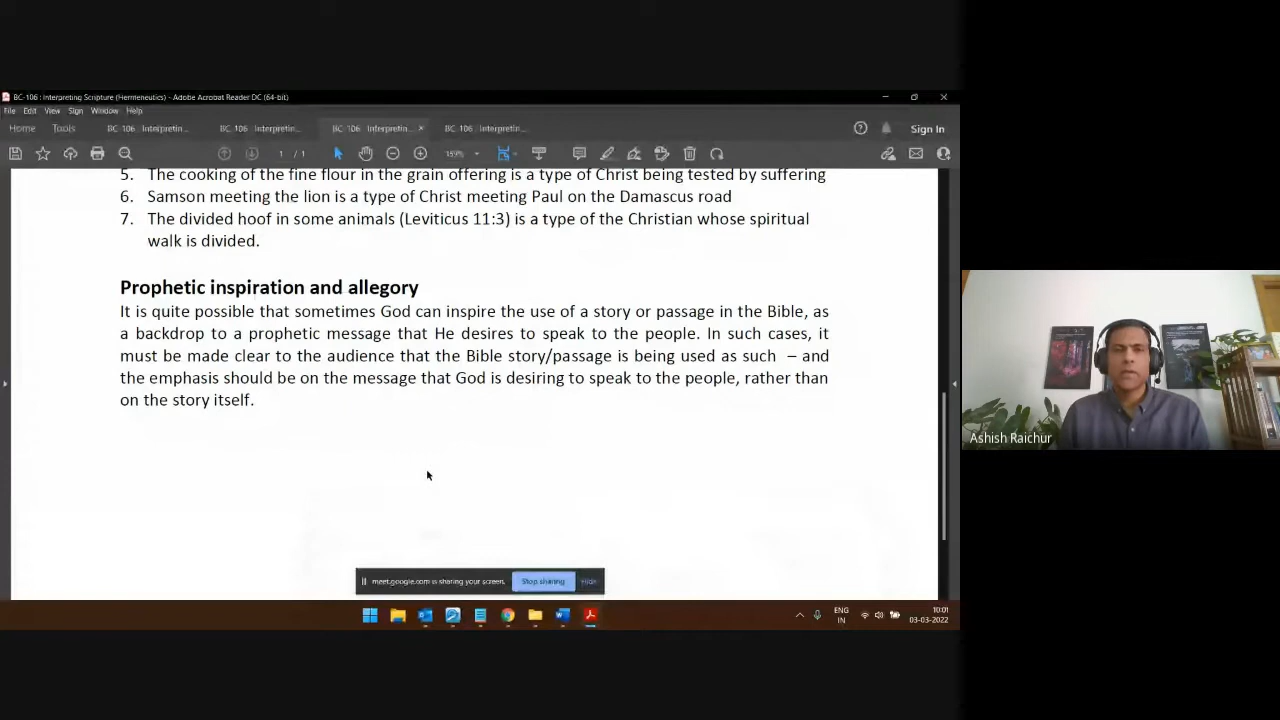 BC-106 : Interpreting Scripture (Hermeneutics) - Adobe Acrobat Reader DC (64-bit)
File Edit View Sign Window Help
Home Tools BC-106 Interpretin... BC-106 Interpretin... BC-106 Interpretin... × BC-106 Interpretin... Sign In
1 / 1 159%
5. The cooking of the fine flour in the grain offering is a type of Christ being tested by suffering
6. Samson meeting the lion is a type of Christ meeting Paul on the Damascus road
7. The divided hoof in some animals (Leviticus 11:3) is a type of the Christian whose spiritual
walk is divided.
Prophetic inspiration and allegory
It is quite possible that sometimes God can inspire the use of a story or passage in the Bible, as
a backdrop to a prophetic message that He desires to speak to the people. In such cases, it
must be made clear to the audience that the Bible story/passage is being used as such – and
the emphasis should be on the message that God is desiring to speak to the people, rather than
on the story itself.
Ashish Raichur
meet.google.com is sharing your screen. Stop sharing Hide
ENG
IN
10:01
03-03-2022